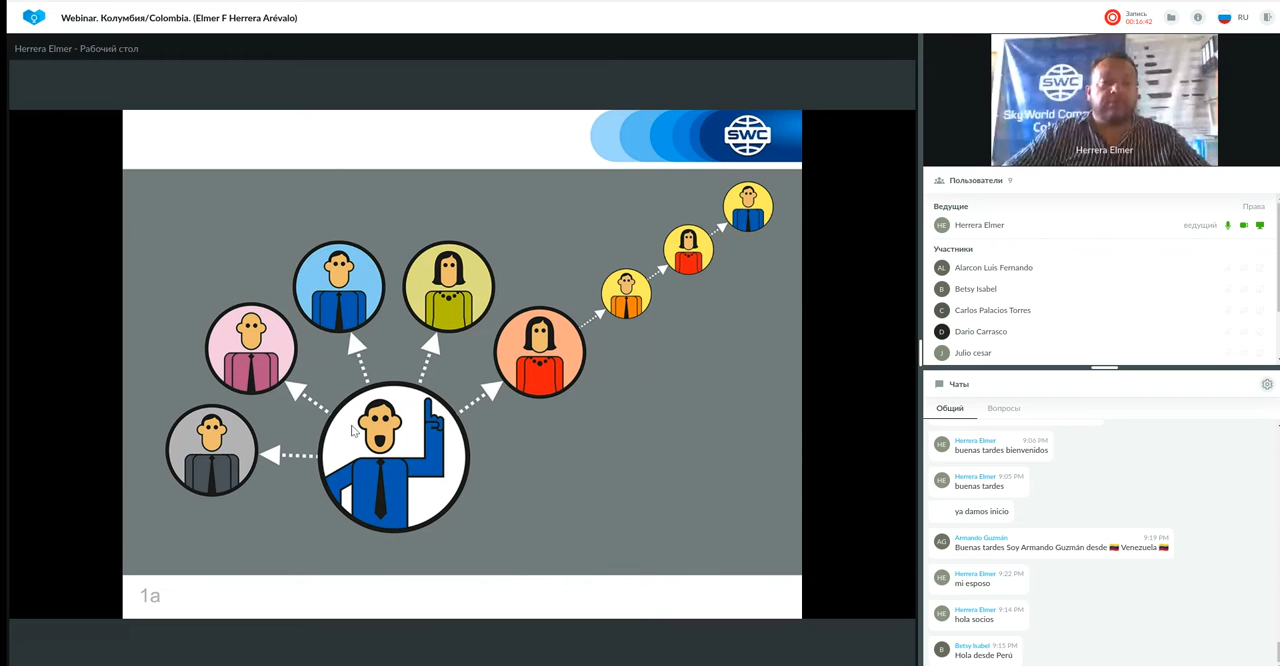 Webinar. Колумбия/Colombia. (Elmer F Herrera Arévalo)
Запись
00:16:42
RU
Herrera Elmer - Рабочий стол
SWC
SWC
SkyWorld Com
Col
Herrera Elmer
1a
Пользователи 9
Ведущие Права
HE Herrera Elmer ведущий
Участники
AL Alarcon Luis Fernando
B Betsy Isabel
C Carlos Palacios Torres
D Dario Carrasco
J Julio cesar
Чаты
Общий Вопросы
HE Herrera Elmer 9:06 PM
buenas tardes bienvenidos
HE Herrera Elmer 9:05 PM
buenas tardes
ya damos inicio
AG Armando Guzmán 9:19 PM
Buenas tardes Soy Armando Guzmán desde 🇻🇪 Venezuela 🇻🇪
HE Herrera Elmer 9:22 PM
mi esposo
HE Herrera Elmer 9:14 PM
hola socios
B Betsy Isabel 9:15 PM
Hola desde Perú